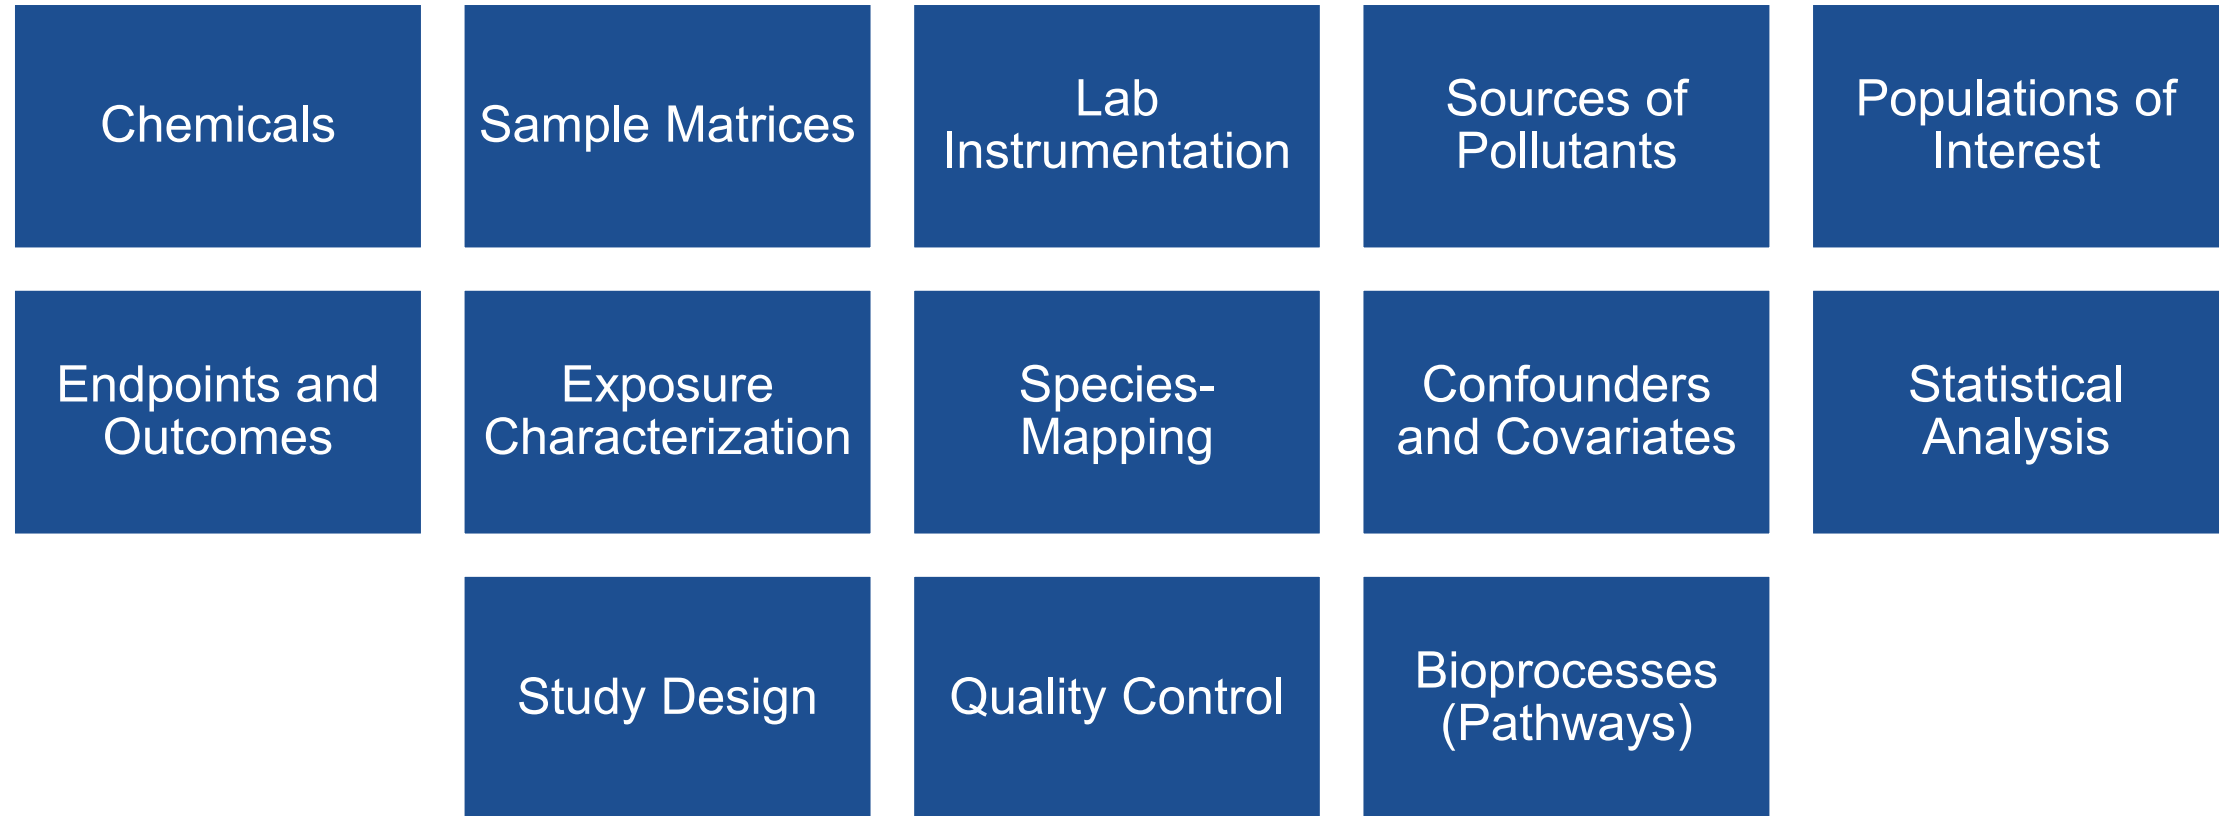 Chemicals
Sample Matrices
Lab
Instrumentation
Sources of
Pollutants
Populations of
Interest
Endpoints and
Outcomes
Exposure
Characterization
Species-
Mapping
Confounders
and Covariates
Statistical
Analysis
Study Design
Quality Control
Bioprocesses
(Pathways)